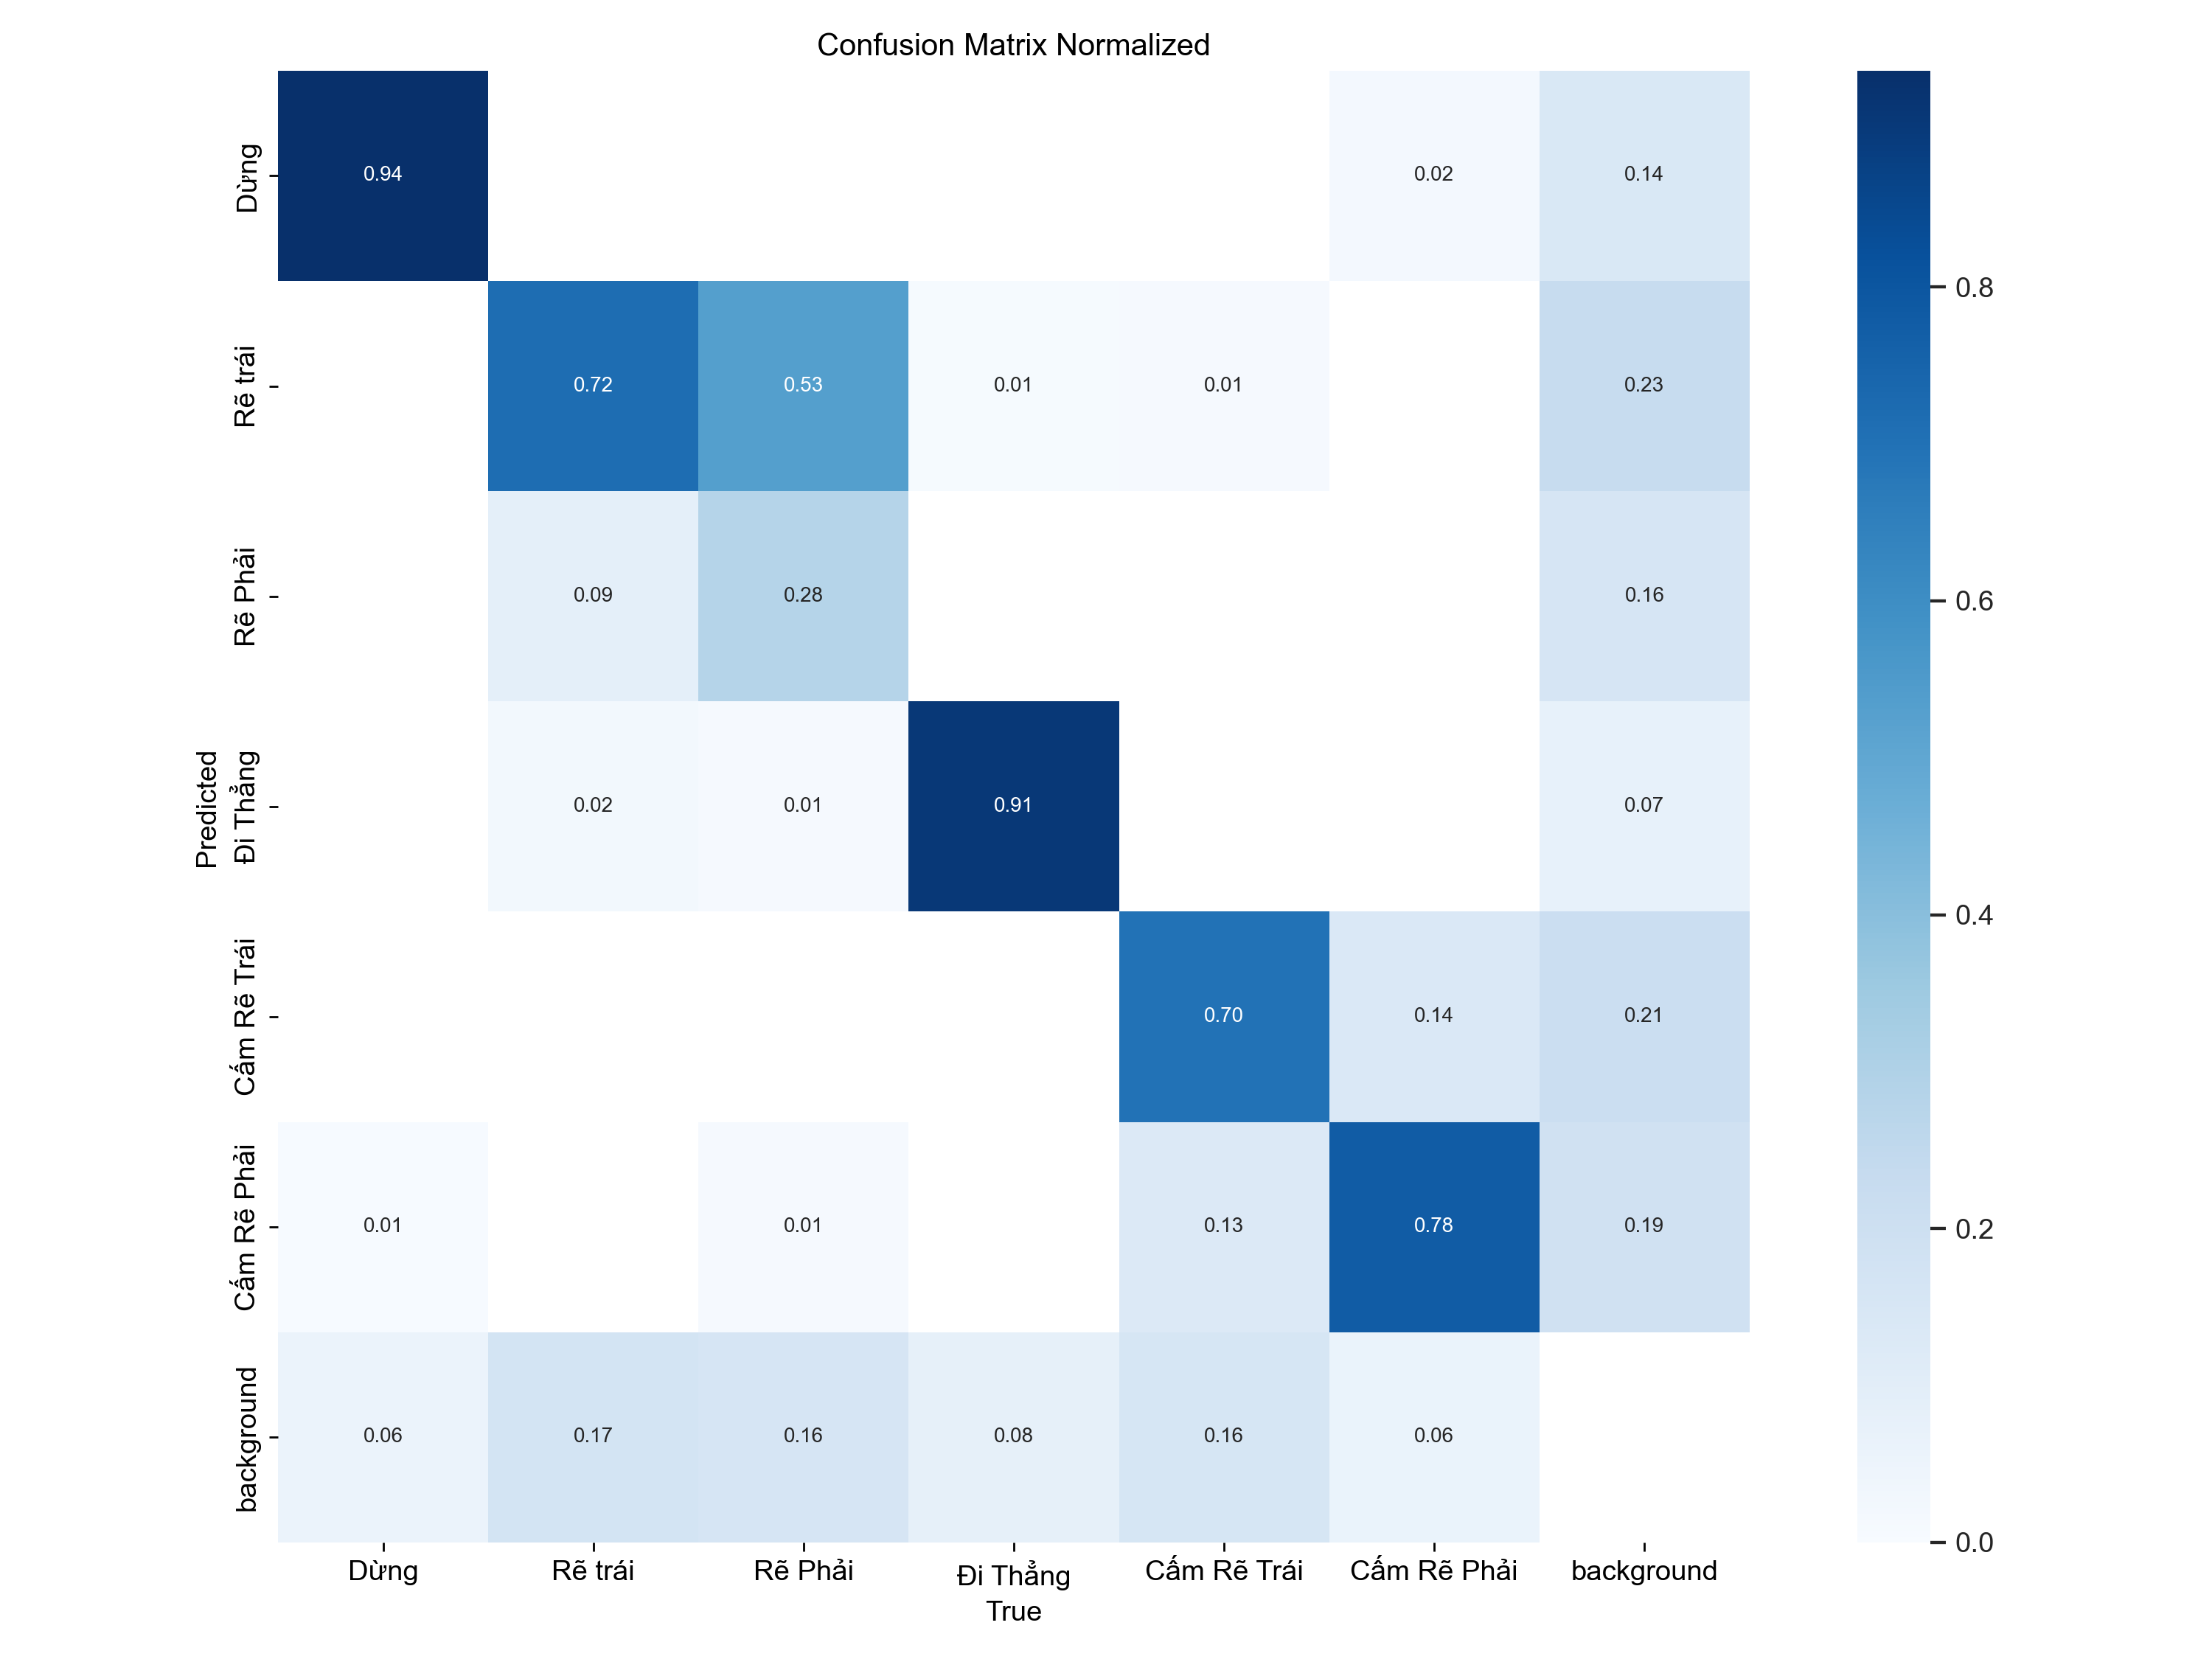 Confusion Matrix Normalized
Dừng 0.94 0.02 0.14
Rẽ trái 0.72 0.53 0.01 0.01 0.23
Rẽ Phải 0.09 0.28 0.16
Predicted
Đi Thẳng 0.02 0.01 0.91 0.07
Cấm Rẽ Trái 0.70 0.14 0.21
Cấm Rẽ Phải 0.01 0.01 0.13 0.78 0.19
background 0.06 0.17 0.16 0.08 0.16 0.06
Dừng Rẽ trái Rẽ Phải Đi Thẳng Cấm Rẽ Trái Cấm Rẽ Phải background
True
0.8
0.6
0.4
0.2
0.0